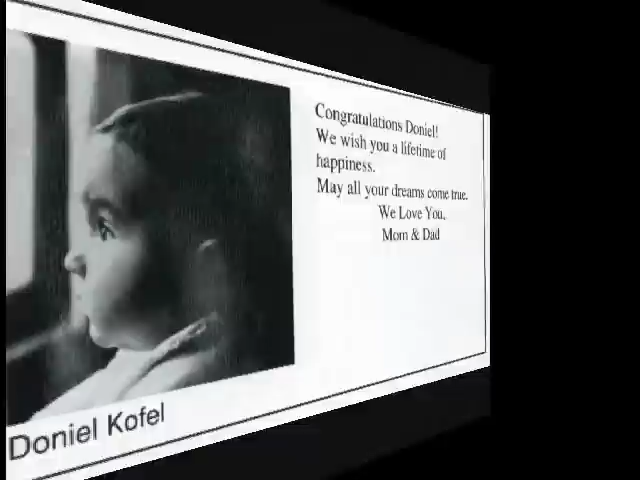 Congratulations Doniel!
We wish you a lifetime of
happiness.
May all your dreams come true.
We Love You,
Mom & Dad
Doniel Kofel